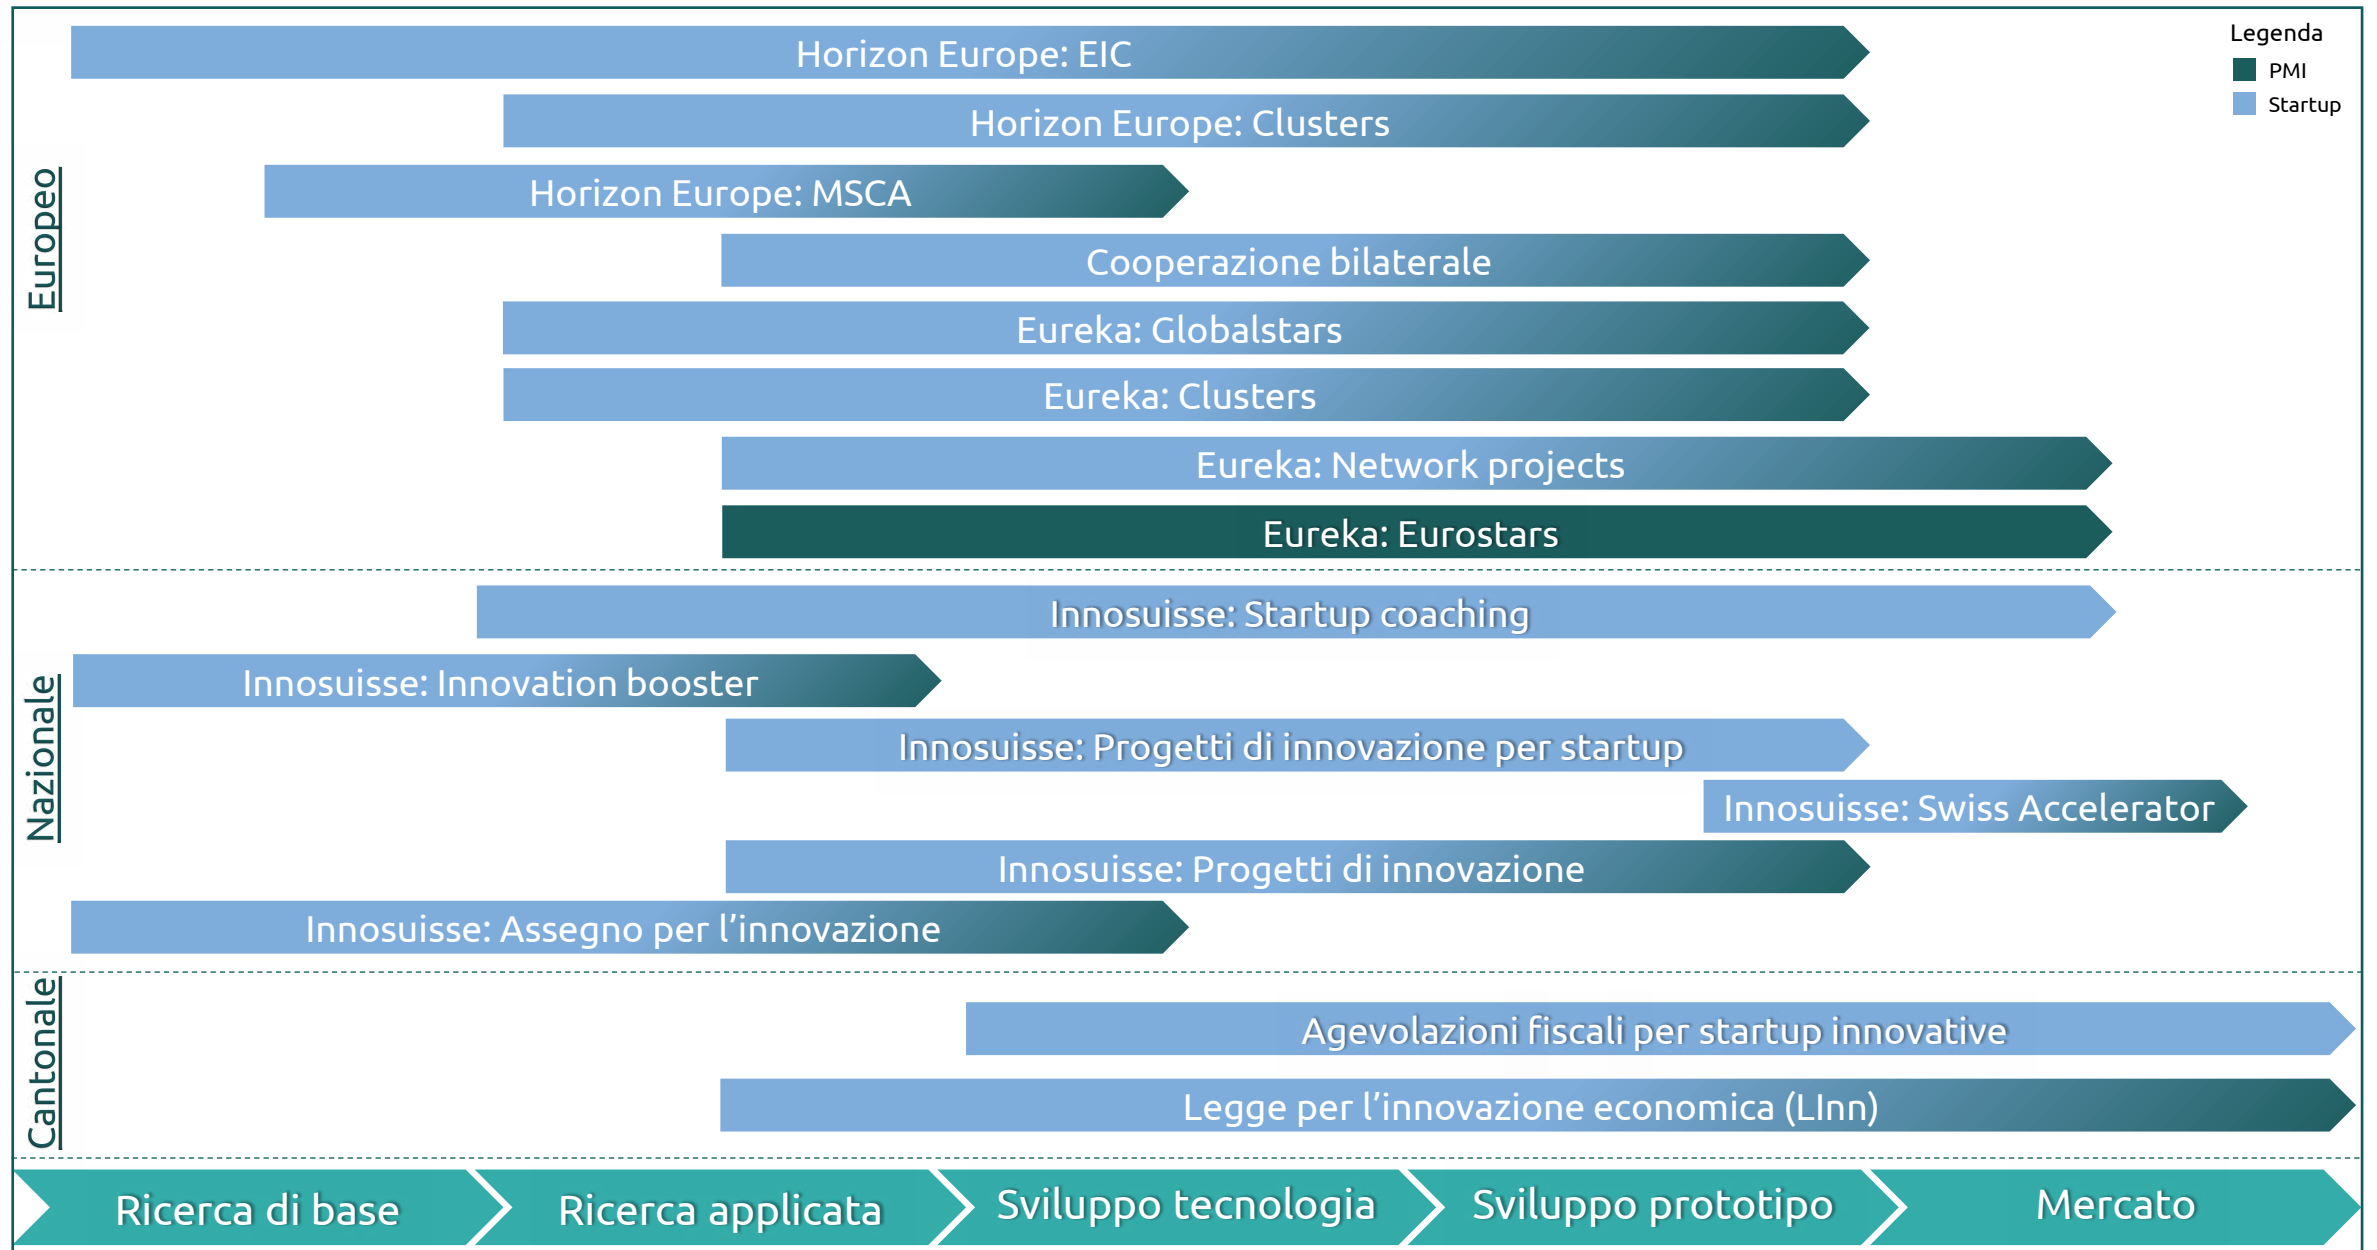 Horizon Europe: EIC
Legenda
PMI
Startup
Horizon Europe: Clusters
Europeo
Horizon Europe: MSCA
Cooperazione bilaterale
Eureka: Globalstars
Eureka: Clusters
Eureka: Network projects
Eureka: Eurostars
Nazionale
Innosuisse: Startup coaching
Innosuisse: Innovation booster
Innosuisse: Progetti di innovazione per startup
Innosuisse: Swiss Accelerator
Innosuisse: Progetti di innovazione
Innosuisse: Assegno per l’innovazione
Cantonale
Agevolazioni fiscali per startup innovative
Legge per l’innovazione economica (LInn)
Ricerca di base
Ricerca applicata
Sviluppo tecnologia
Sviluppo prototipo
Mercato